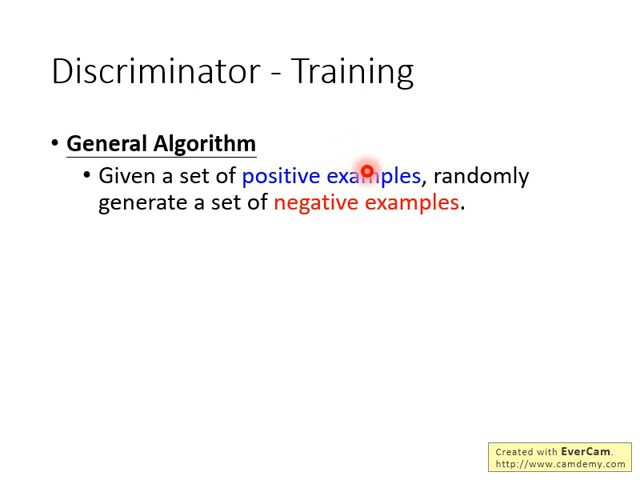 Discriminator - Training
• General Algorithm
• Given a set of positive examples, randomly
generate a set of negative examples.
Created with EverCam.
http://www.camdemy.com